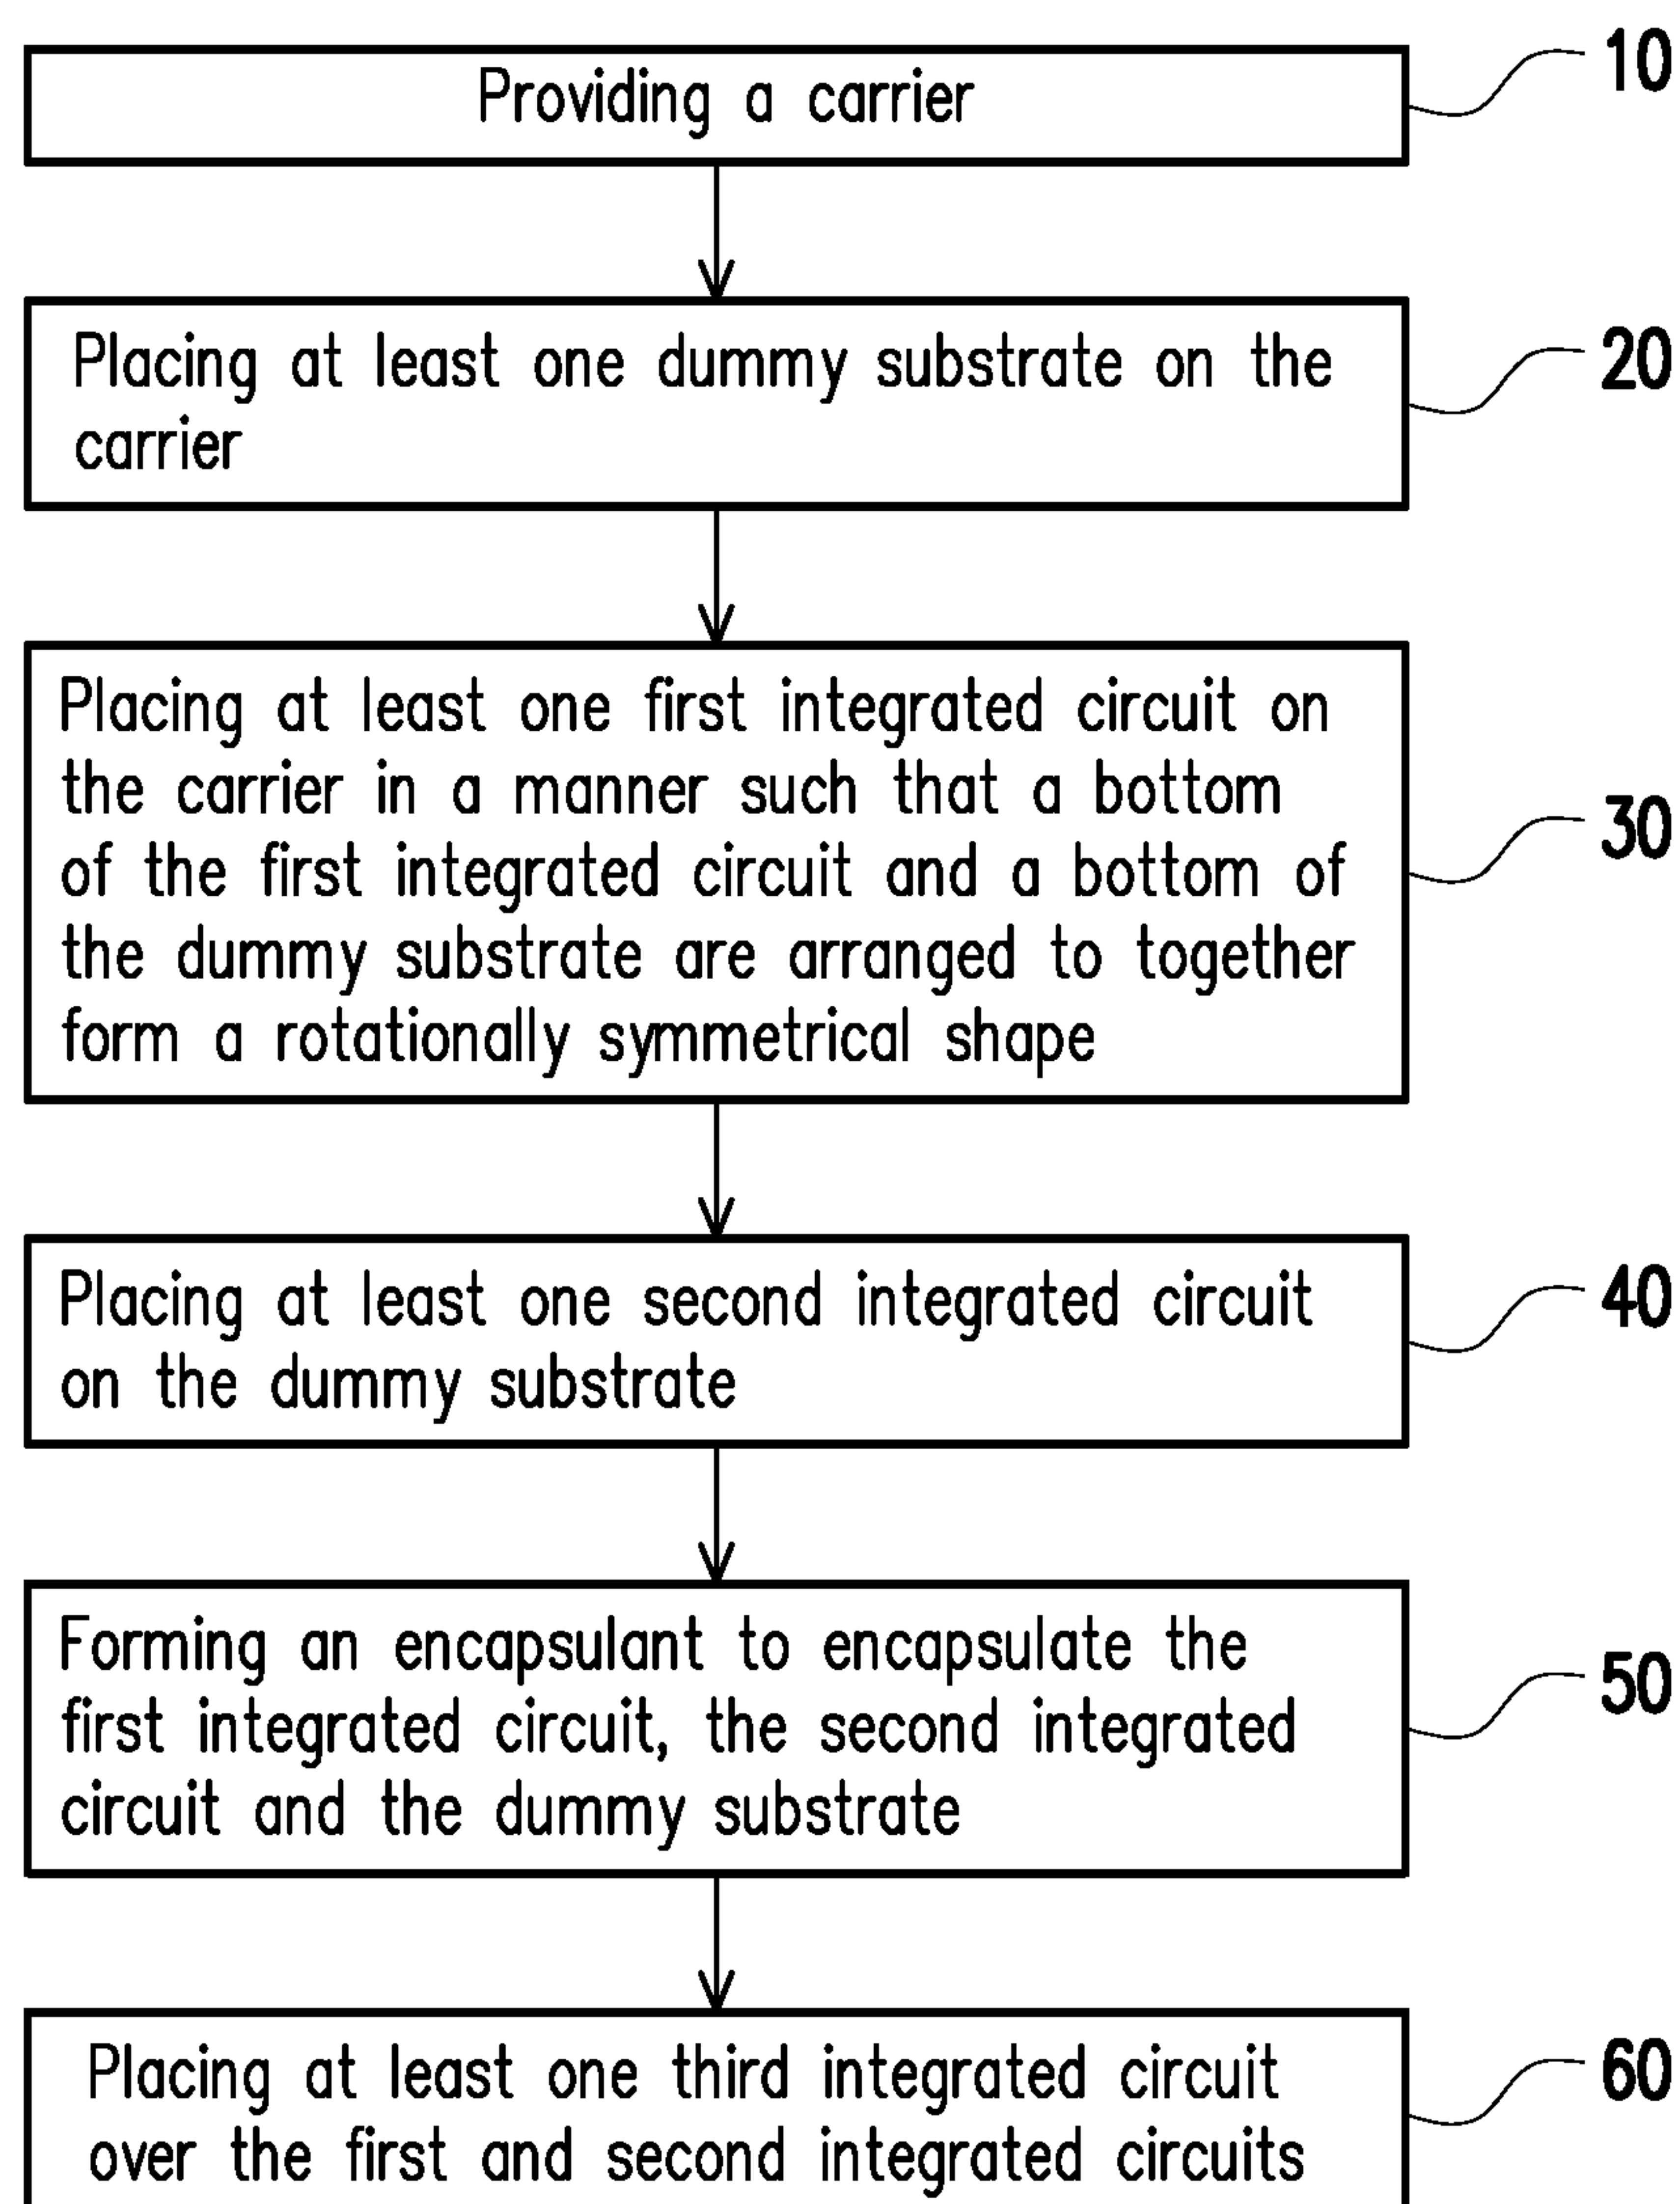 Providing a carrier
10
Placing at least one dummy substrate on the
carrier
20
Placing at least one first integrated circuit on
the carrier in a manner such that a bottom
of the first integrated circuit and a bottom of
the dummy substrate are arranged to together
form a rotationally symmetrical shape
30
Placing at least one second integrated circuit
on the dummy substrate
40
Forming an encapsulant to encapsulate the
first integrated circuit, the second integrated
circuit and the dummy substrate
50
Placing at least one third integrated circuit
over the first and second integrated circuits
60